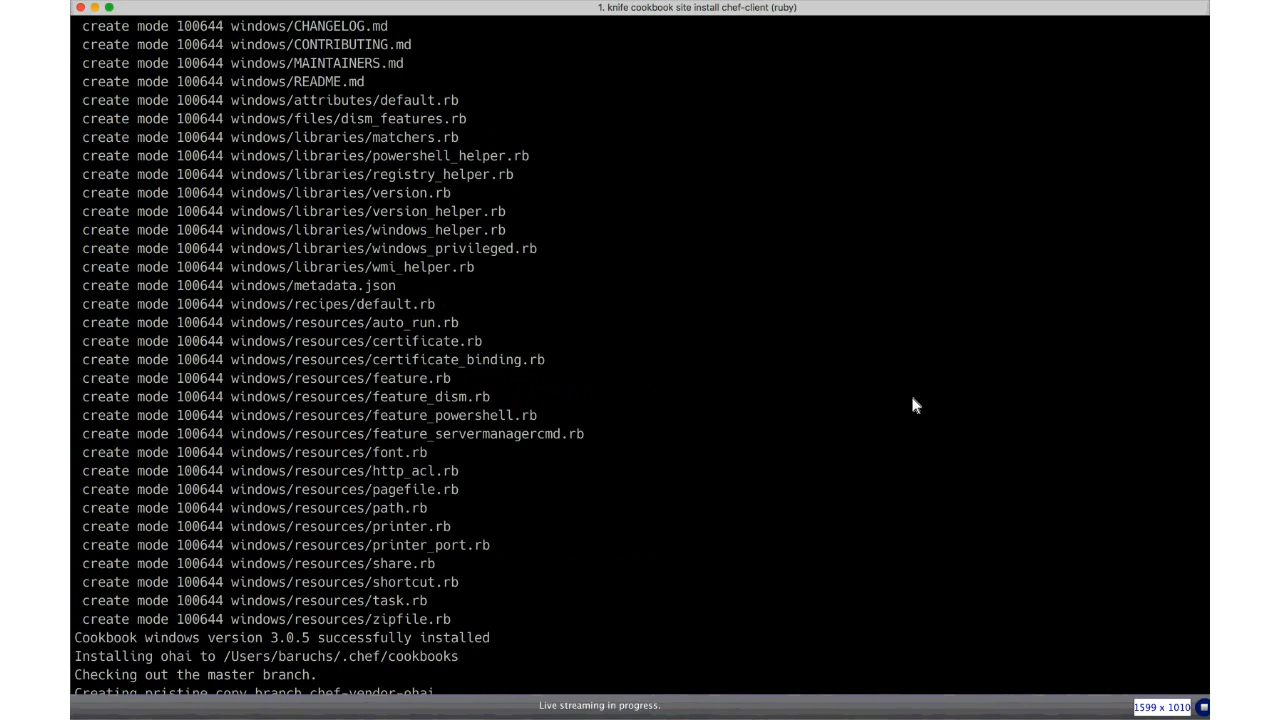 1. knife cookbook site install chef-client (ruby)
create mode 100644 windows/CHANGELOG.md
create mode 100644 windows/CONTRIBUTING.md
create mode 100644 windows/MAINTAINERS.md
create mode 100644 windows/README.md
create mode 100644 windows/attributes/default.rb
create mode 100644 windows/files/dism_features.rb
create mode 100644 windows/libraries/matchers.rb
create mode 100644 windows/libraries/powershell_helper.rb
create mode 100644 windows/libraries/registry_helper.rb
create mode 100644 windows/libraries/version.rb
create mode 100644 windows/libraries/version_helper.rb
create mode 100644 windows/libraries/windows_helper.rb
create mode 100644 windows/libraries/windows_privileged.rb
create mode 100644 windows/libraries/wmi_helper.rb
create mode 100644 windows/metadata.json
create mode 100644 windows/recipes/default.rb
create mode 100644 windows/resources/auto_run.rb
create mode 100644 windows/resources/certificate.rb
create mode 100644 windows/resources/certificate_binding.rb
create mode 100644 windows/resources/feature.rb
create mode 100644 windows/resources/feature_dism.rb
create mode 100644 windows/resources/feature_powershell.rb
create mode 100644 windows/resources/feature_servermanagercmd.rb
create mode 100644 windows/resources/font.rb
create mode 100644 windows/resources/http_acl.rb
create mode 100644 windows/resources/pagefile.rb
create mode 100644 windows/resources/path.rb
create mode 100644 windows/resources/printer.rb
create mode 100644 windows/resources/printer_port.rb
create mode 100644 windows/resources/share.rb
create mode 100644 windows/resources/shortcut.rb
create mode 100644 windows/resources/task.rb
create mode 100644 windows/resources/zipfile.rb
Cookbook windows version 3.0.5 successfully installed
Installing ohai to /Users/baruchs/.chef/cookbooks
Checking out the master branch.
Creating pristine copy branch chef-vendor-ohai
Live streaming in progress.
1599 x 1010